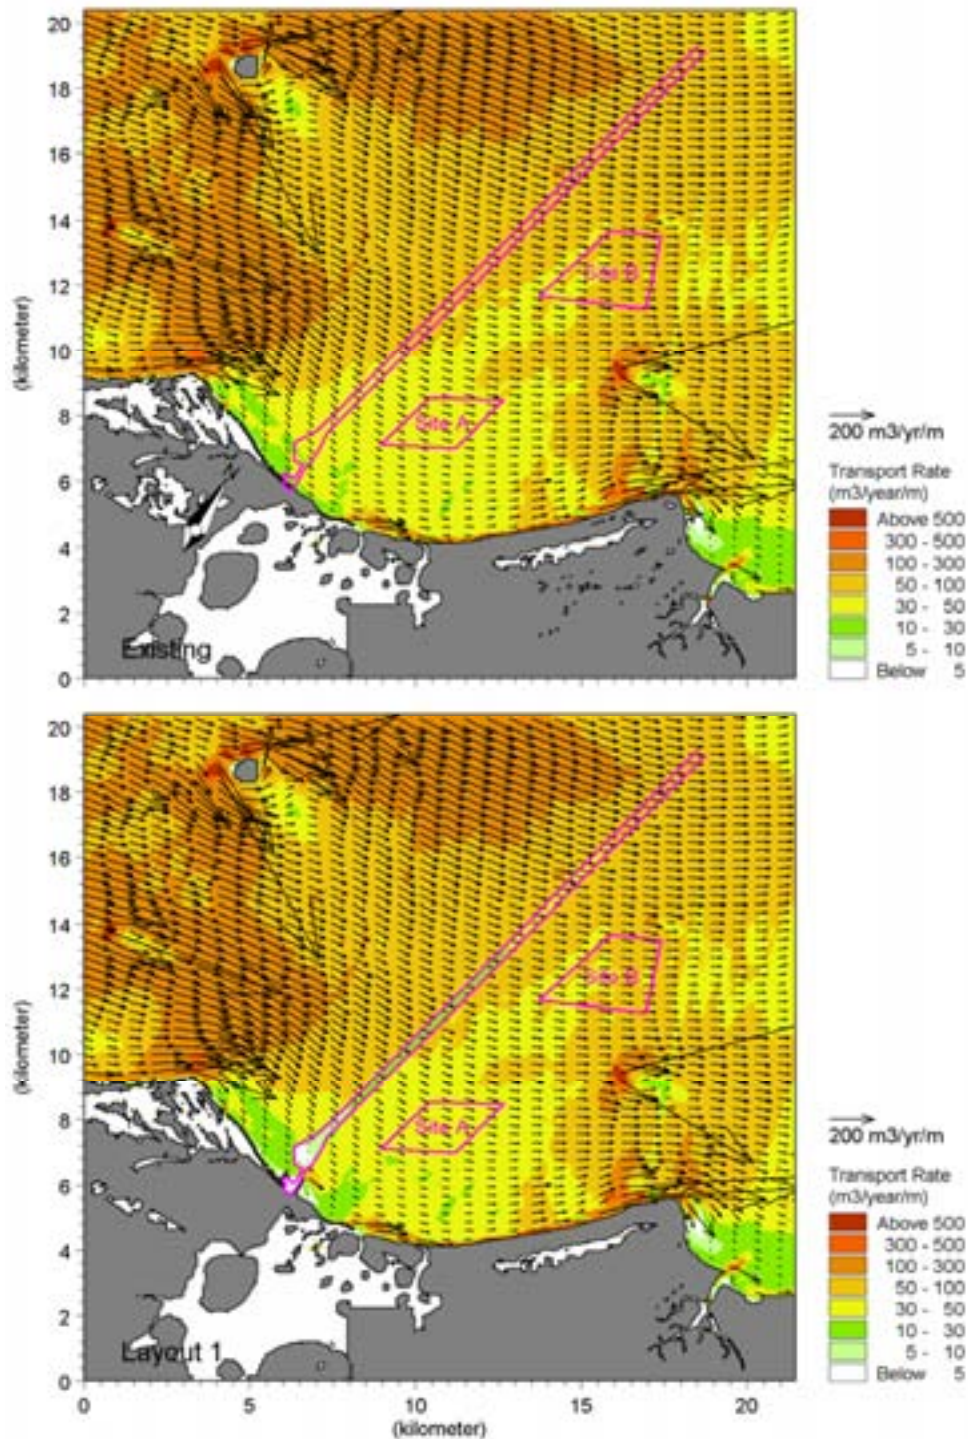 20
18
16
14
12
10
8
6
4
2
0
(kilometer)
Site B
Site A
N
Existing
200 m3/yr/m
Transport Rate
(m3/year/m)
Above 500
300 - 500
100 - 300
50 - 100
30 - 50
10 - 30
5 - 10
Below 5
20
18
16
14
12
10
8
6
4
2
0
(kilometer)
Site B
Site A
Layout 1
0 5 10 15 20
(kilometer)
200 m3/yr/m
Transport Rate
(m3/year/m)
Above 500
300 - 500
100 - 300
50 - 100
30 - 50
10 - 30
5 - 10
Below 5